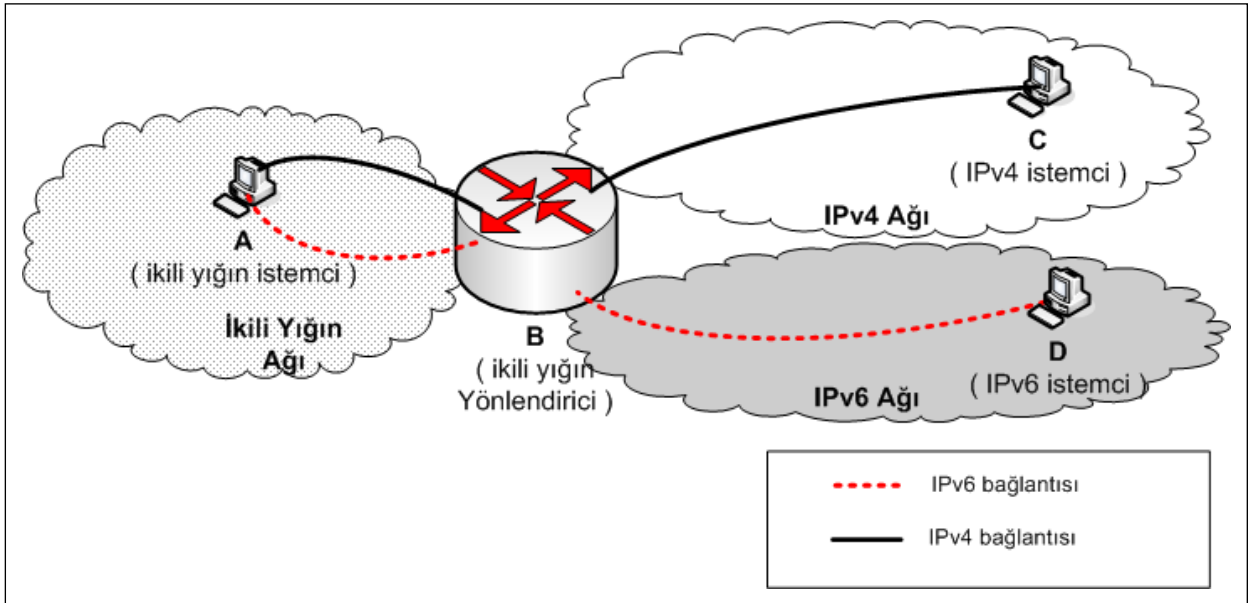 A
( ikili yığın istemci )
İkili Yığın
Ağı
B
( ikili yığın
Yönlendirici )
C
( IPv4 istemci )
IPv4 Ağı
D
( IPv6 istemci )
IPv6 Ağı
IPv6 bağlantısı
IPv4 bağlantısı